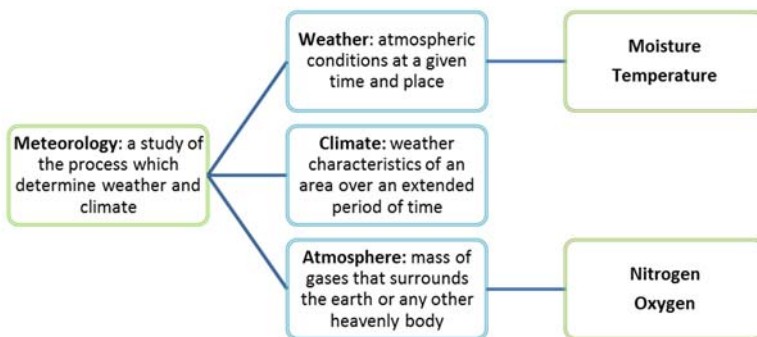 Weather: atmospheric
conditions at a given
time and place
Moisture
Temperature
Meteorology: a study of
the process which
determine weather and
climate
Climate: weather
characteristics of an
area over an extended
period of time
Atmosphere: mass of
gases that surrounds
the earth or any other
heavenly body
Nitrogen
Oxygen